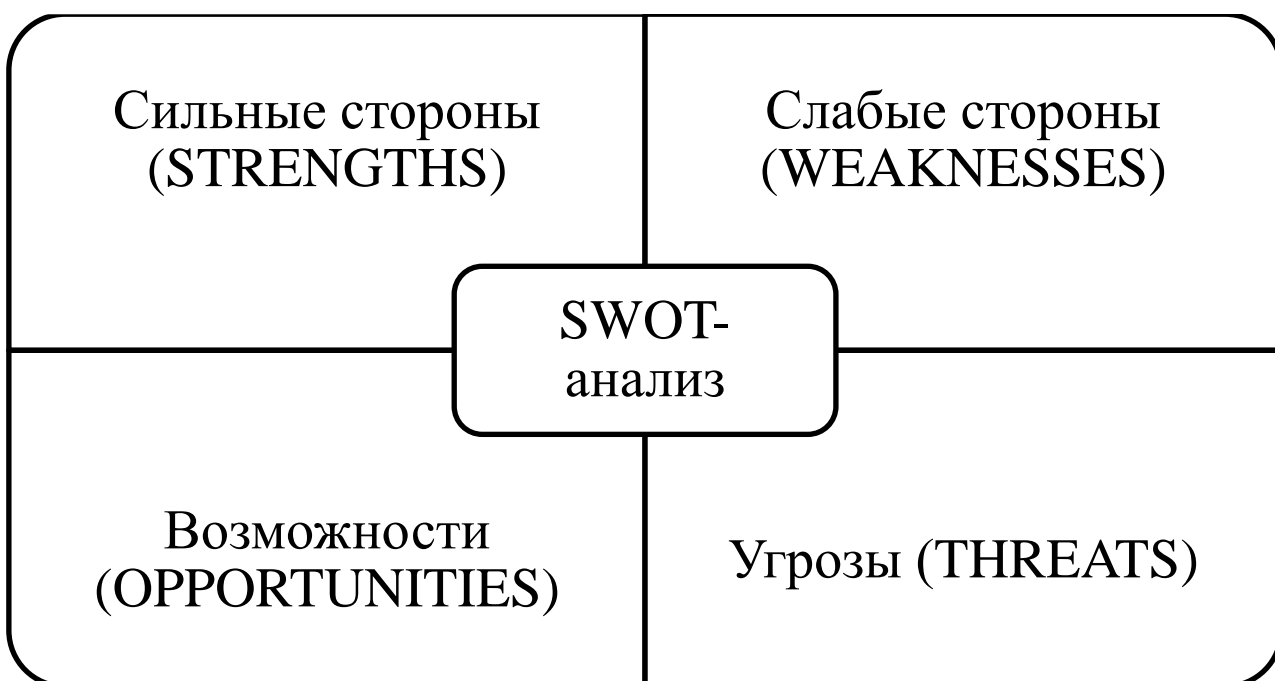 Сильные стороны
(STRENGTHS)
Слабые стороны
(WEAKNESSES)
SWOT-
анализ
Возможности
(OPPORTUNITIES)
Угрозы (THREATS)